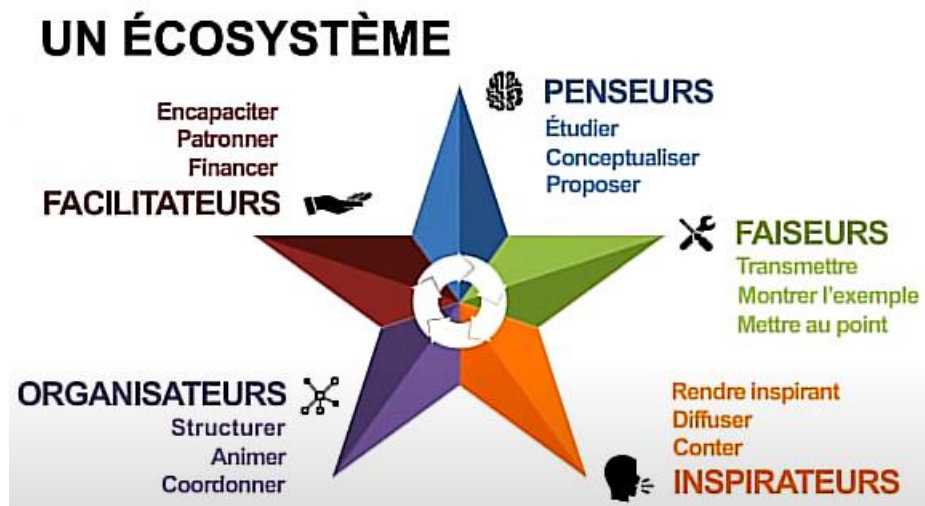 UN ÉCOSYSTÈME
PENSEURS
Étudier
Conceptualiser
Proposer
FAISEURS
Transmettre
Montrer l'exemple
Mettre au point
Rendre inspirant
Diffuser
Conter
INSPIRATEURS
ORGANISATEURS
Structurer
Animer
Coordonner
Encapaciter
Patronner
Financer
FACILITATEURS